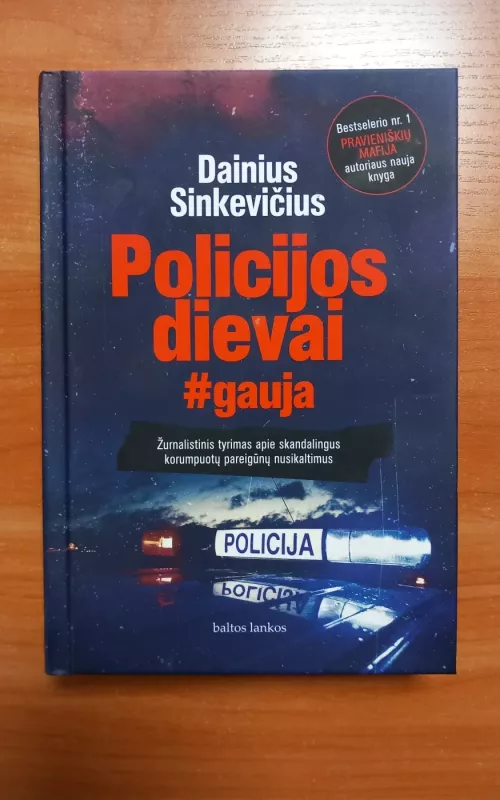 Bestselerio nr. 1
PRAVIENIŠKIŲ
MAFIJA
autoriaus nauja
knyga
Dainius
Sinkevičius
Policijos
dievai
#gauja
Žurnalistinis tyrimas apie skandalingus
korumpuotų pareigūnų nusikaltimus
POLICIJA
POLICIJA
baltos lankos